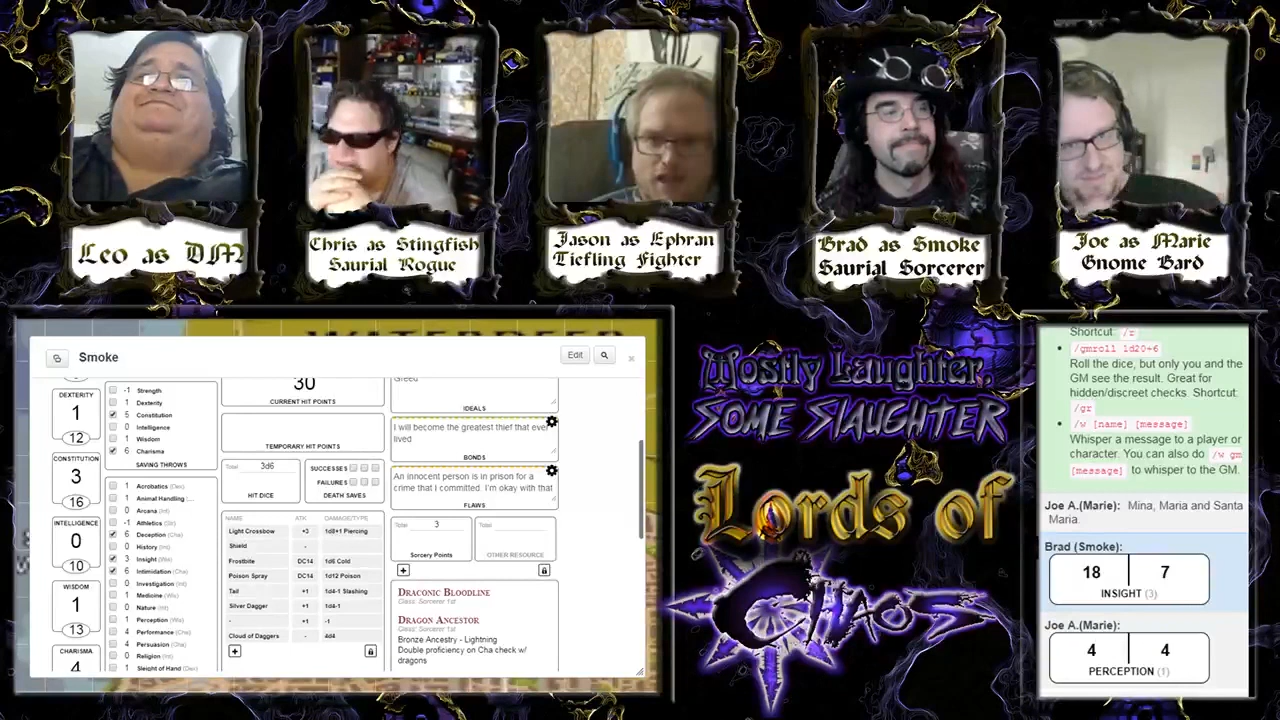 Leo as DM
Chris as Stingfish
Saurial Rogue
Jason as Ephran
Tiefling Fighter
Brad as Smoke
Saurial Sorcerer
Joe as Marie
Gnome Bard
Smoke
Edit
DEXTERITY
1
12
CONSTITUTION
3
16
INTELLIGENCE
0
10
WISDOM
1
13
CHARISMA
4
-1 Strength
1 Dexterity
5 Constitution
0 Intelligence
1 Wisdom
6 Charisma
SAVING THROWS
1 Acrobatics (Dex)
1 Animal Handling
0 Arcana (Int)
-1 Athletics (Str)
6 Deception (Cha)
0 History (Int)
3 Insight (Wis)
6 Intimidation (Cha)
0 Investigation (Int)
1 Medicine (Wis)
0 Nature (Int)
1 Perception (Wis)
4 Performance (Cha)
4 Persuasion (Cha)
0 Religion (Int)
1 Sleight of Hand (Dex)
30
CURRENT HIT POINTS
TEMPORARY HIT POINTS
Total 3d6
HIT DICE
SUCCESSES
FAILURES
DEATH SAVES
NAME ATK DAMAGE/TYPE
Light Crossbow +3 1d8+1 Piercing
Shield -
Frostbite DC14 1d6 Cold
Poison Spray DC14 1d12 Poison
Tail +1 1d4-1 Slashing
Silver Dagger +1 1d4-1
- +1 -1
Cloud of Daggers - 4d4
Greed
IDEALS
I will become the greatest thief that ever
lived
BONDS
An innocent person is in prison for a
crime that I committed. I'm okay with that
FLAWS
Total 3
Sorcery Points
Total
OTHER RESOURCE
DRACONIC BLOODLINE
Class: Sorcerer 1st
DRAGON ANCESTOR
Class: Sorcerer 1st
Bronze Ancestry - Lightning
Double proficiency on Cha check w/
dragons
Mostly Laughter,
SOME SLAUGHTER
Lords of
CHAOS
Shortcut: /r
/gmroll 1d20+6
Roll the dice, but only you and the
GM see the result. Great for
hidden/discreet checks Shortcut:
/gr
/w [name] [message]
Whisper a message to a player or
character. You can also do /w gm
[message] to whisper to the GM.
Joe A.(Marie): Mina, Maria and Santa
Maria.
Brad (Smoke):
18 7
INSIGHT (3)
Joe A.(Marie):
4 4
PERCEPTION (1)